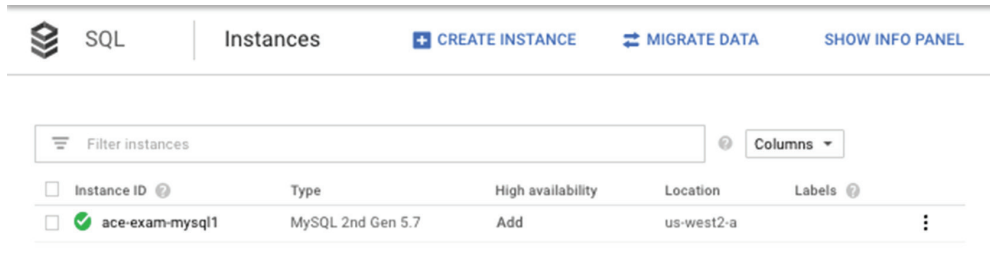 SQL Instances CREATE INSTANCE MIGRATE DATA SHOW INFO PANEL
Filter instances Columns
Instance ID Type High availability Location Labels
ace-exam-mysql1 MySQL 2nd Gen 5.7 Add us-west2-a